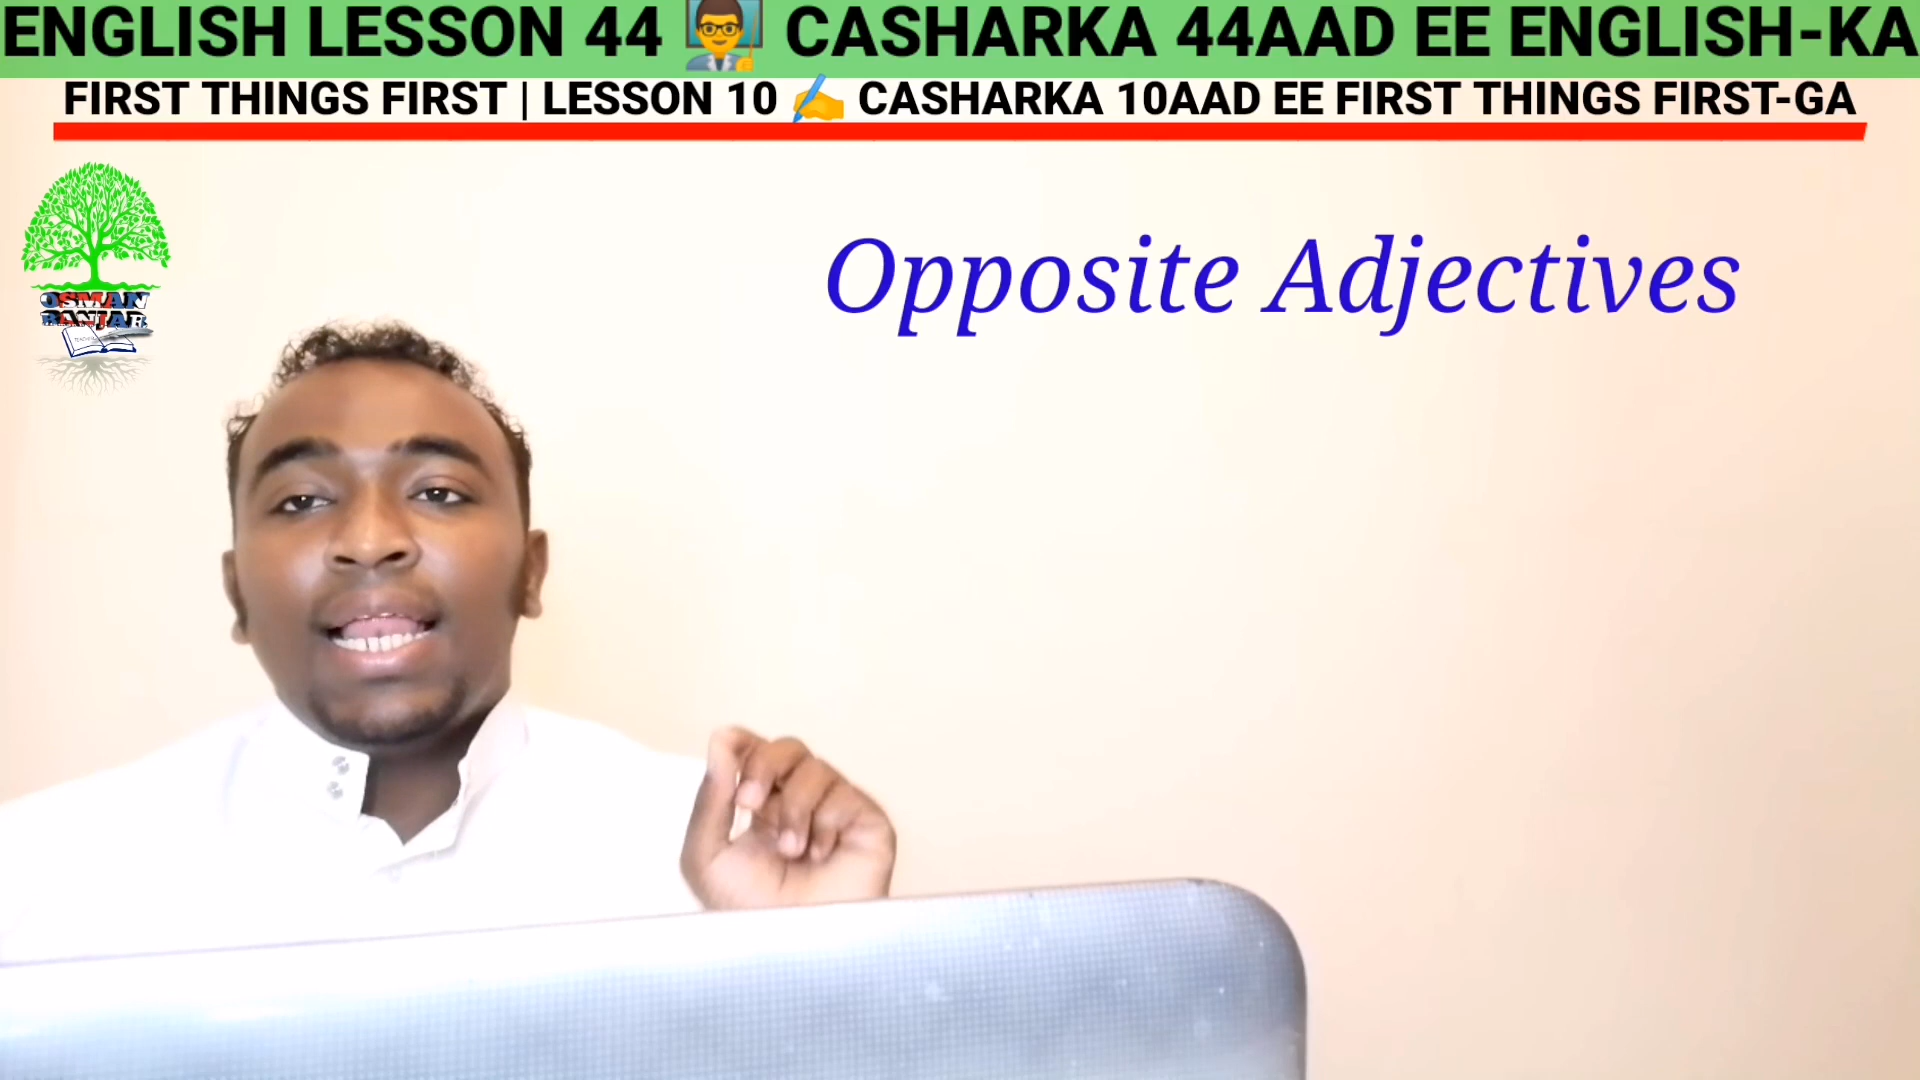 ENGLISH LESSON 44 👨‍🏫 CASHARKA 44AAD EE ENGLISH-KA
FIRST THINGS FIRST | LESSON 10 ✍️ CASHARKA 10AAD EE FIRST THINGS FIRST-GA
Opposite Adjectives
OSMAN
BANJAR